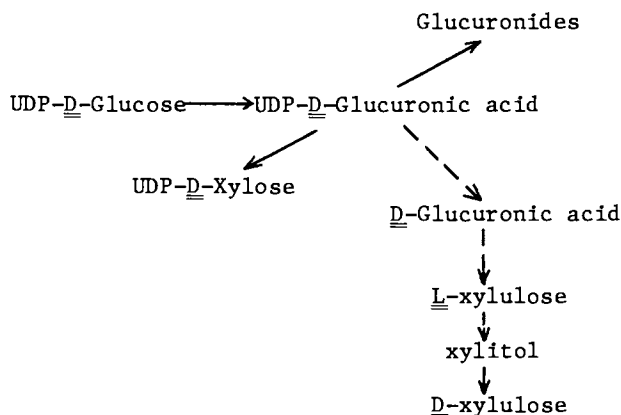 Glucuronides
UDP-D-Glucose UDP-D-Glucuronic acid
UDP-D-Xylose
D-Glucuronic acid
L-xylulose
xylitol
D-xylulose